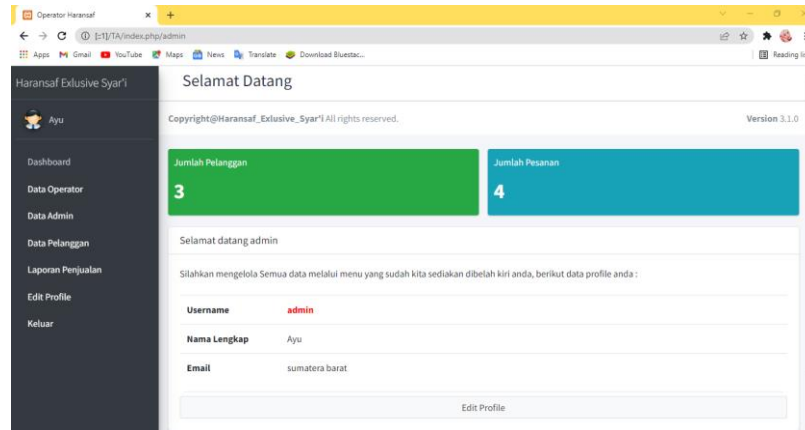 Operator Haransaf
[::1]/TA/index.php/admin
Apps Gmail YouTube Maps News Translate Download Bluestac...
Reading li
Haransaf Exlusive Syar'i
Selamat Datang
Ayu
Copyright@Haransaf_Exlusive_Syar'i All rights reserved.
Version 3.1.0
Dashboard
Data Operator
Data Admin
Data Pelanggan
Laporan Penjualan
Edit Profile
Keluar
Jumlah Pelanggan
3
Jumlah Pesanan
4
Selamat datang admin
Silahkan mengelola Semua data melalui menu yang sudah kita sediakan dibelah kiri anda, berikut data profile anda :
Username admin
Nama Lengkap Ayu
Email sumatera barat
Edit Profile